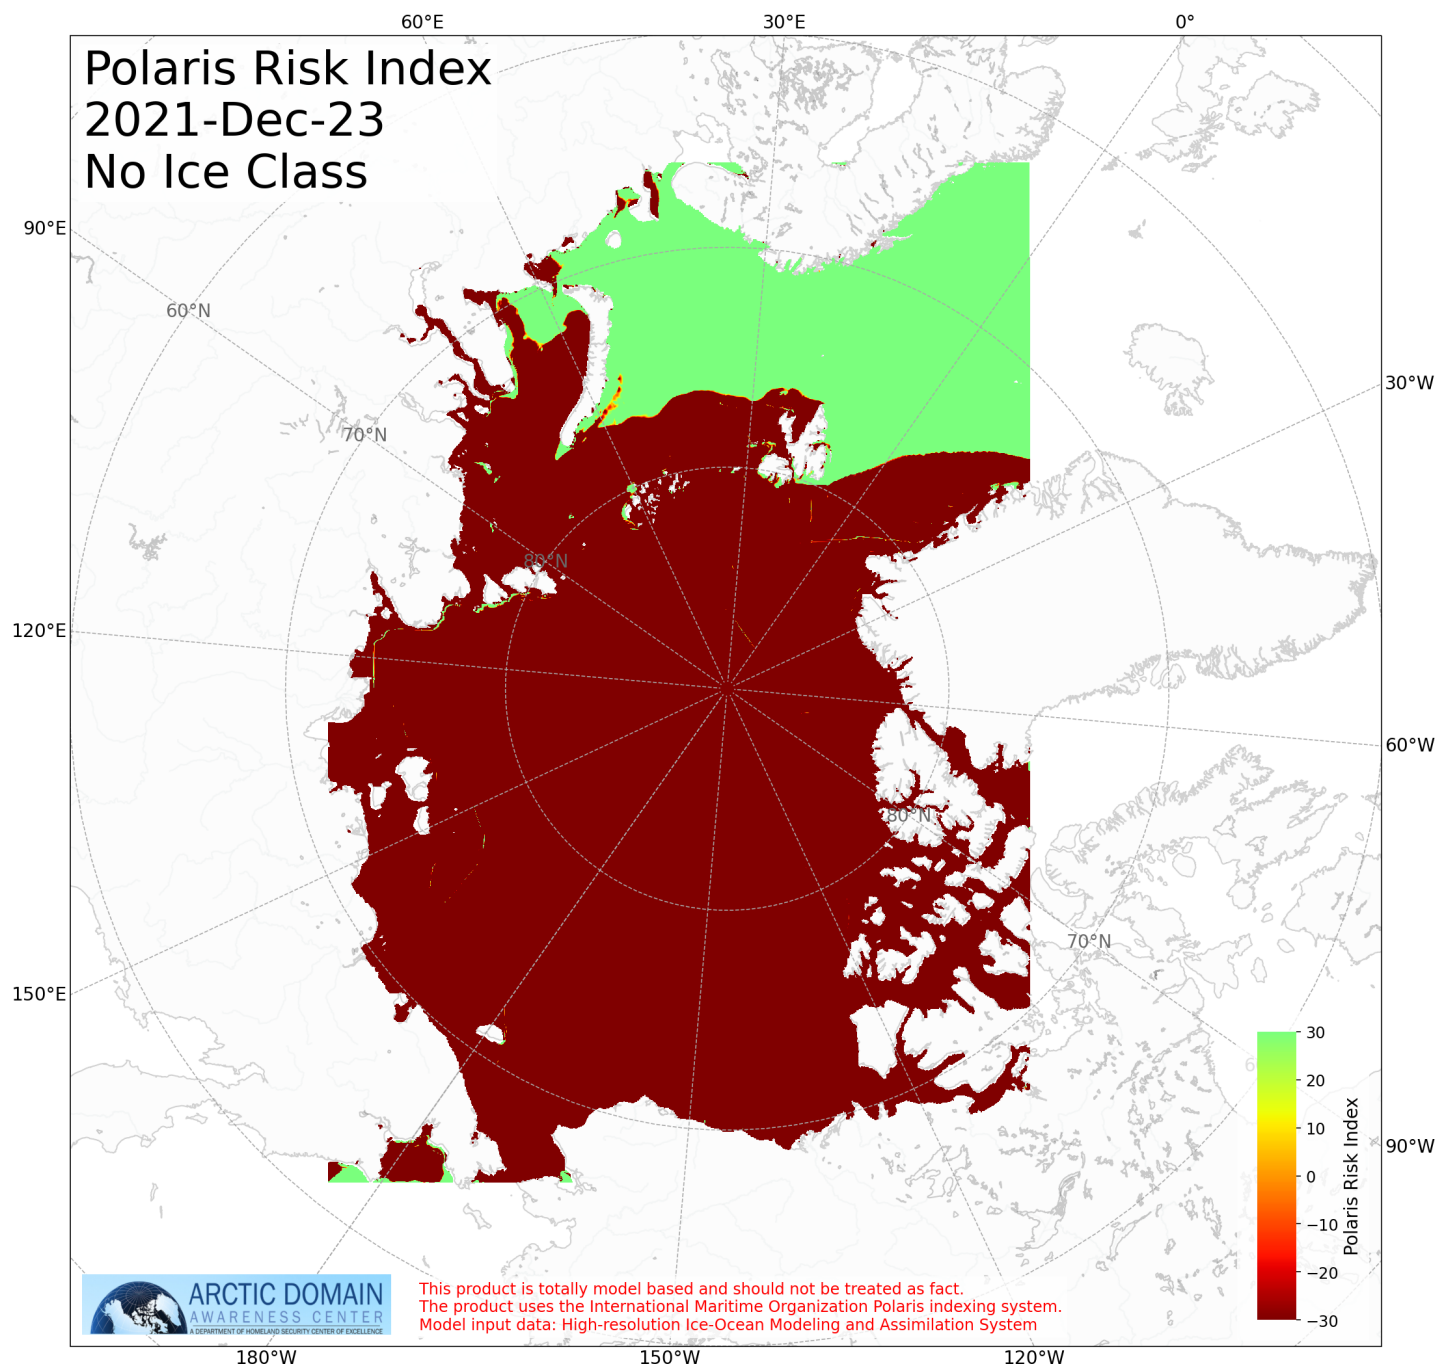 60°E
30°E
0°
Polaris Risk Index
2021-Dec-23
No Ice Class
90°E
60°N
30°W
70°N
80°N
120°E
60°W
80°N
70°N
150°E
30
20
10
0
−10
−20
−30
Polaris Risk Index
90°W
ARCTIC DOMAIN
AWARENESS CENTER
A DEPARTMENT OF HOMELAND SECURITY CENTER OF EXCELLENCE
This product is totally model based and should not be treated as fact.
The product uses the International Maritime Organization Polaris indexing system.
Model input data: High-resolution Ice-Ocean Modeling and Assimilation System
180°W
150°W
120°W